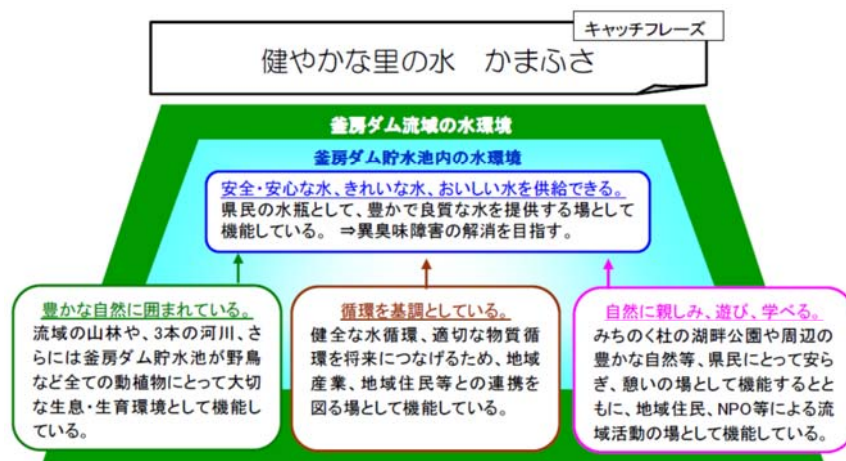 キャッチフレーズ
健やかな里の水　かまふさ
釜房ダム流域の水環境
釜房ダム貯水池内の水環境
安全・安心な水、きれいな水、おいしい水を供給できる。
県民の水瓶として、豊かで良質な水を提供する場として
機能している。 ⇒異臭味障害の解消を目指す。
豊かな自然に囲まれている。
流域の山林や、3本の河川、さ
らには釜房ダム貯水池が野鳥
など全ての動植物にとって大切
な生息・生育環境として機能し
ている。
循環を基調としている。
健全な水循環、適切な物質循
環を将来につなげるため、地域
産業、地域住民等との連携を
図る場として機能している。
自然に親しみ、遊び、学べる。
みちのく杜の湖畔公園や周辺の
豊かな自然等、県民にとって安ら
ぎ、憩いの場として機能するとと
もに、地域住民、NPO等による流
域活動の場として機能している。